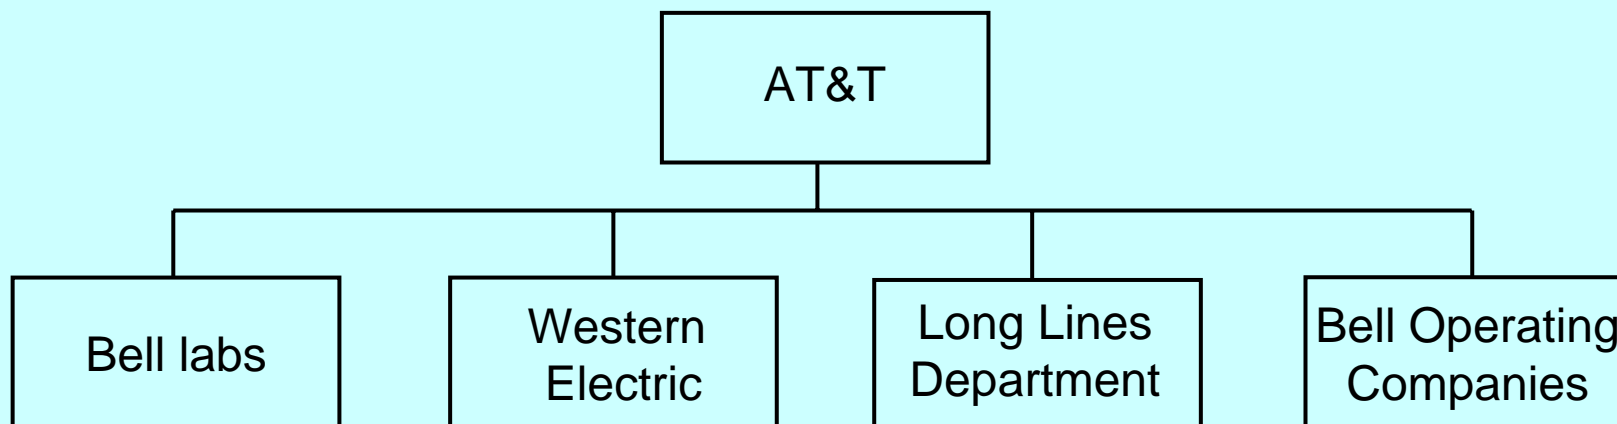 AT&T
Bell labs
Western
Electric
Long Lines
Department
Bell Operating
Companies